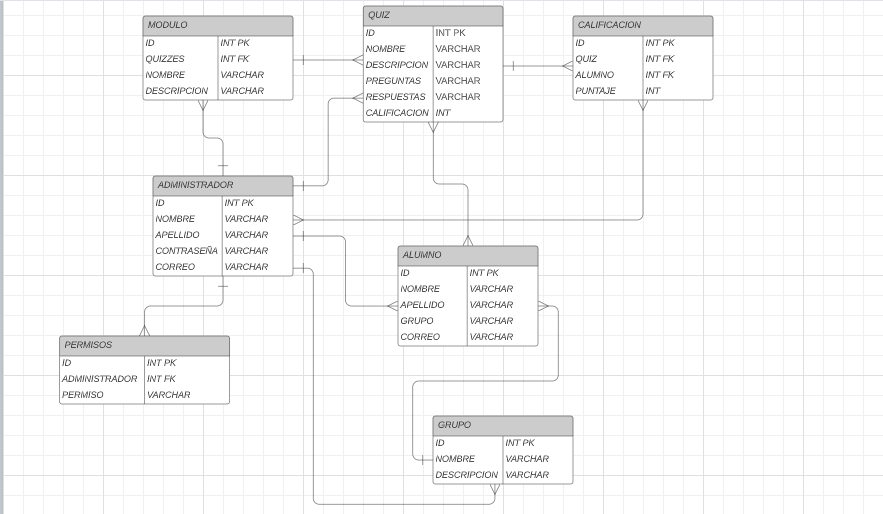 MODULO
ID INT PK
QUIZZES INT FK
NOMBRE VARCHAR
DESCRIPCION VARCHAR
QUIZ
ID INT PK
NOMBRE VARCHAR
DESCRIPCION VARCHAR
PREGUNTAS VARCHAR
RESPUESTAS VARCHAR
CALIFICACION INT
CALIFICACION
ID INT PK
QUIZ INT FK
ALUMNO INT FK
PUNTAJE INT
ADMINISTRADOR
ID INT PK
NOMBRE VARCHAR
APELLIDO VARCHAR
CONTRASEÑA VARCHAR
CORREO VARCHAR
ALUMNO
ID INT PK
NOMBRE VARCHAR
APELLIDO VARCHAR
GRUPO VARCHAR
CORREO VARCHAR
PERMISOS
ID INT PK
ADMINISTRADOR INT FK
PERMISO VARCHAR
GRUPO
ID INT PK
NOMBRE VARCHAR
DESCRIPCION VARCHAR